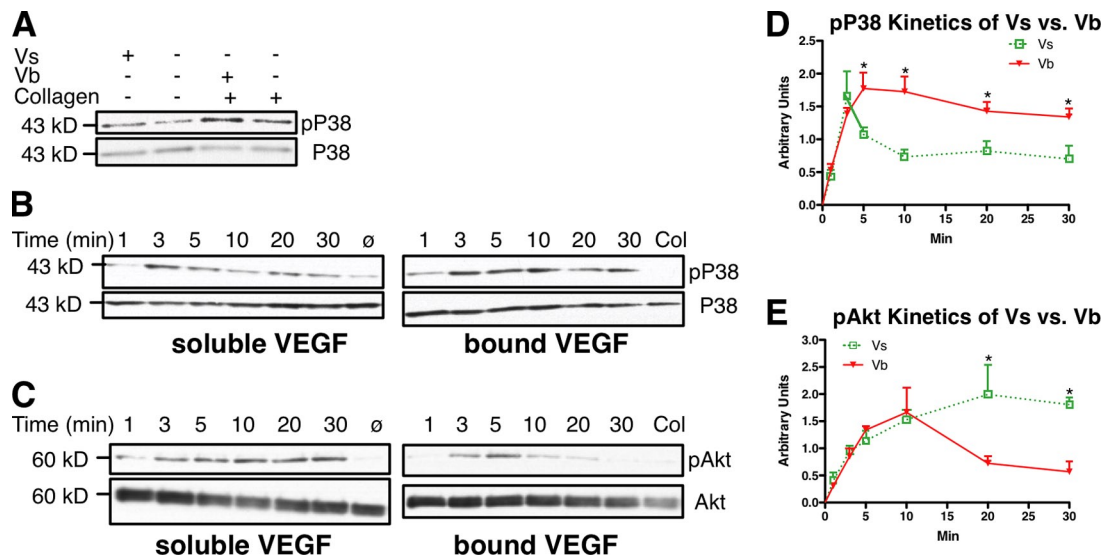 A
Vs + - - -
Vb - - + -
Collagen - - + +
43 kD pP38
43 kD P38
B
Time (min) 1 3 5 10 20 30 ø 1 3 5 10 20 30 Col
43 kD pP38
43 kD P38
soluble VEGF bound VEGF
C
Time (min) 1 3 5 10 20 30 ø 1 3 5 10 20 30 Col
60 kD pAkt
60 kD Akt
soluble VEGF bound VEGF
D
pP38 Kinetics of Vs vs. Vb
Vs
Vb
Arbitrary Units
2.5
2.0
1.5
1.0
0.5
0.0
* * * *
0 5 10 20 30
Min
E
pAkt Kinetics of Vs vs. Vb
Vs
Vb
Arbitrary Units
3.0
2.5
2.0
1.5
1.0
0.5
0.0
* *
0 5 10 20 30
Min